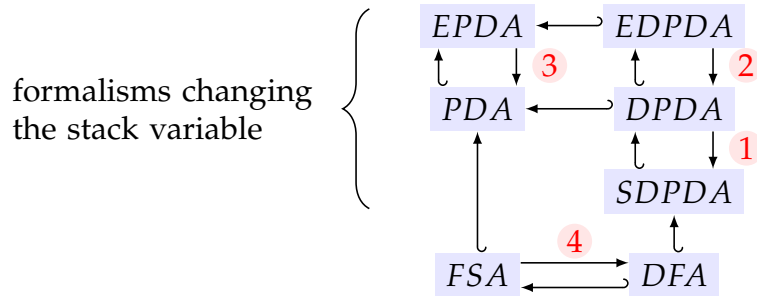 EPDA EDPDA
3 2
formalisms changing
the stack variable
PDA DPDA
1
SDPDA
4
FSA DFA